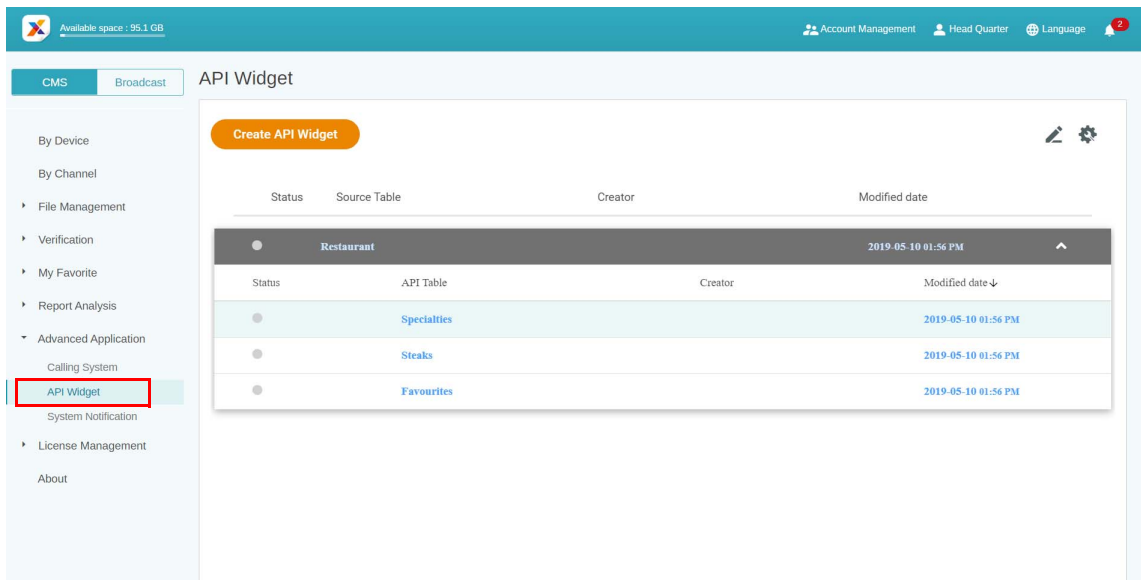 Available space : 95.1 GB
Account Management Head Quarter Language 2
CMS Broadcast
API Widget
By Device
By Channel
File Management
Verification
My Favorite
Report Analysis
Advanced Application
Calling System
API Widget
System Notification
License Management
About
Create API Widget
Status Source Table Creator Modified date
Restaurant 2019-05-10 01:56 PM
Status API Table Creator Modified date
Specialties 2019-05-10 01:56 PM
Steaks 2019-05-10 01:56 PM
Favourites 2019-05-10 01:56 PM